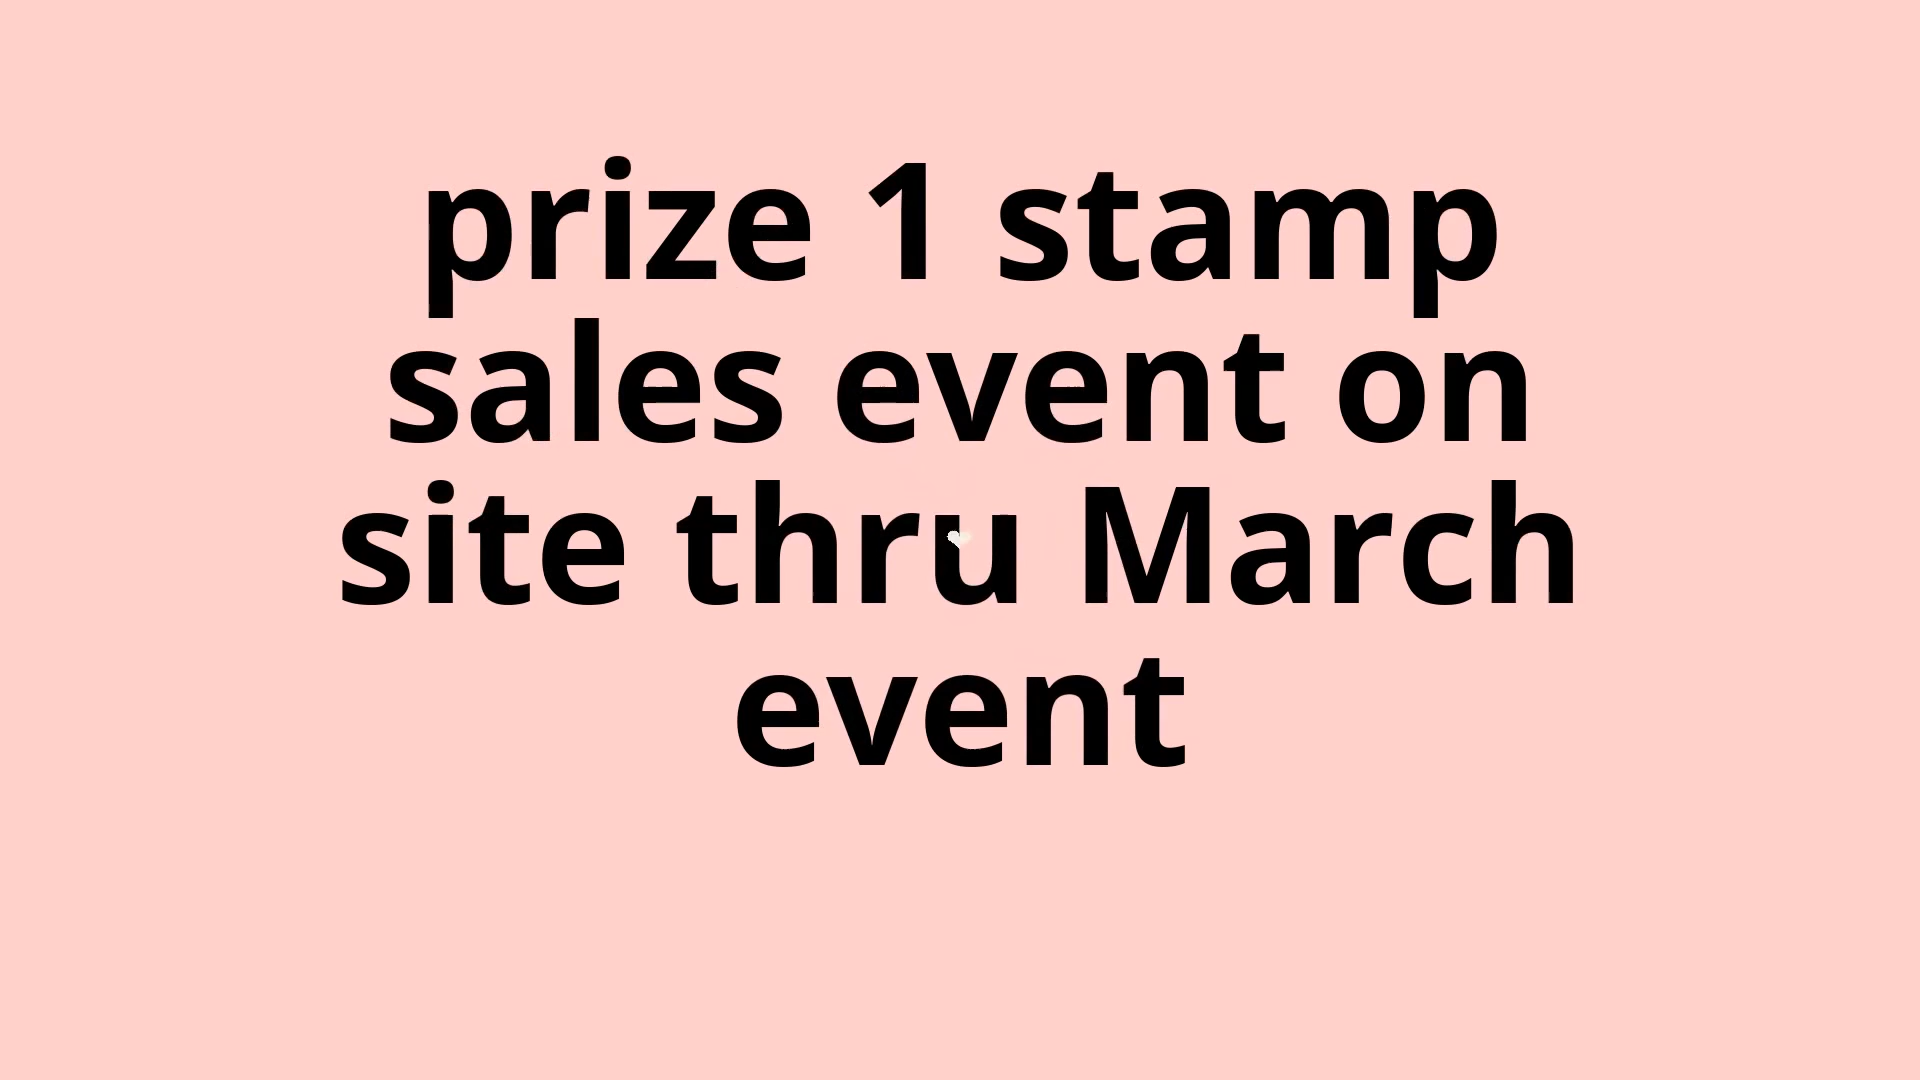 prize 1 stamp
sales event on
site thru March
event